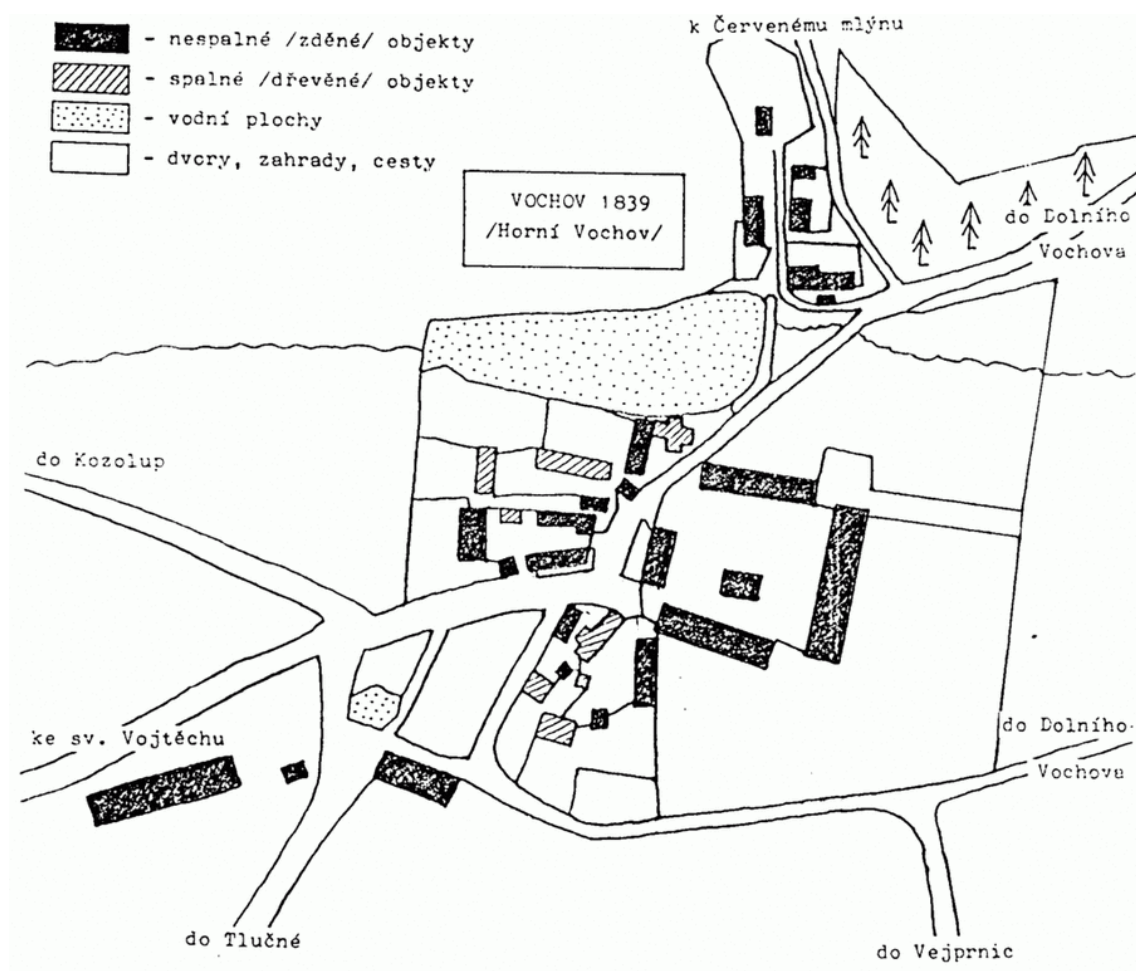 k Červenému mlýnu
- nespalné /zděné/ objekty
- spalné /dřevěné/ objekty
- vodní plochy
- dvory, zahrady, cesty
VOCHOV 1839
/Horní Vochov/
do Dolního
Vochova
do Kozolup
ke sv. Vojtěchu
do Dolního-
Vochova
do Tlučné
do Vejprnic